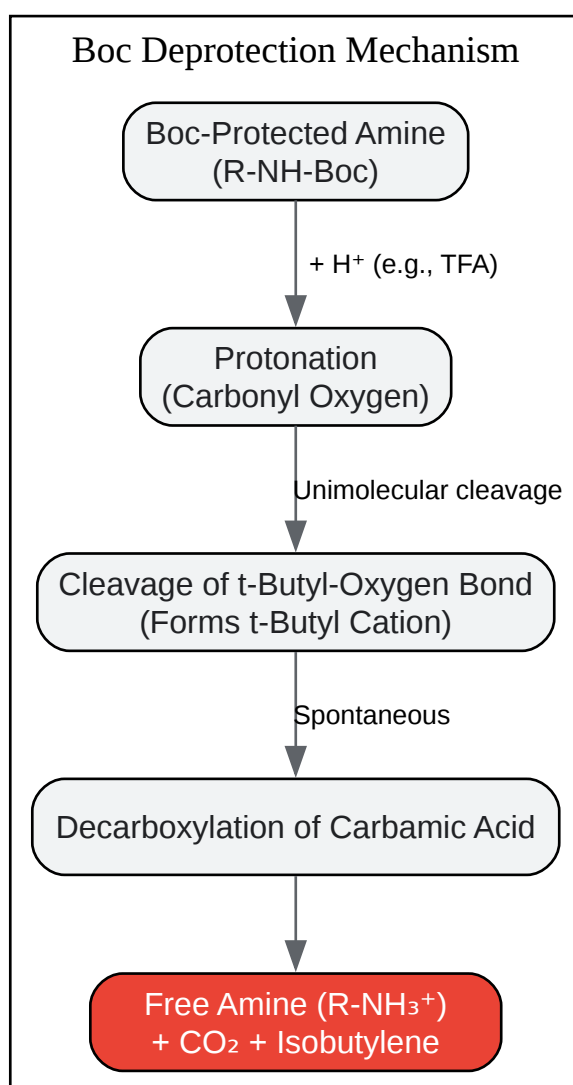 Boc Deprotection Mechanism
Boc-Protected Amine
(R-NH-Boc)
+ H⁺ (e.g., TFA)
Protonation
(Carbonyl Oxygen)
Unimolecular cleavage
Cleavage of t-Butyl-Oxygen Bond
(Forms t-Butyl Cation)
Spontaneous
Decarboxylation of Carbamic Acid
Free Amine (R-NH₃⁺)
+ CO₂ + Isobutylene